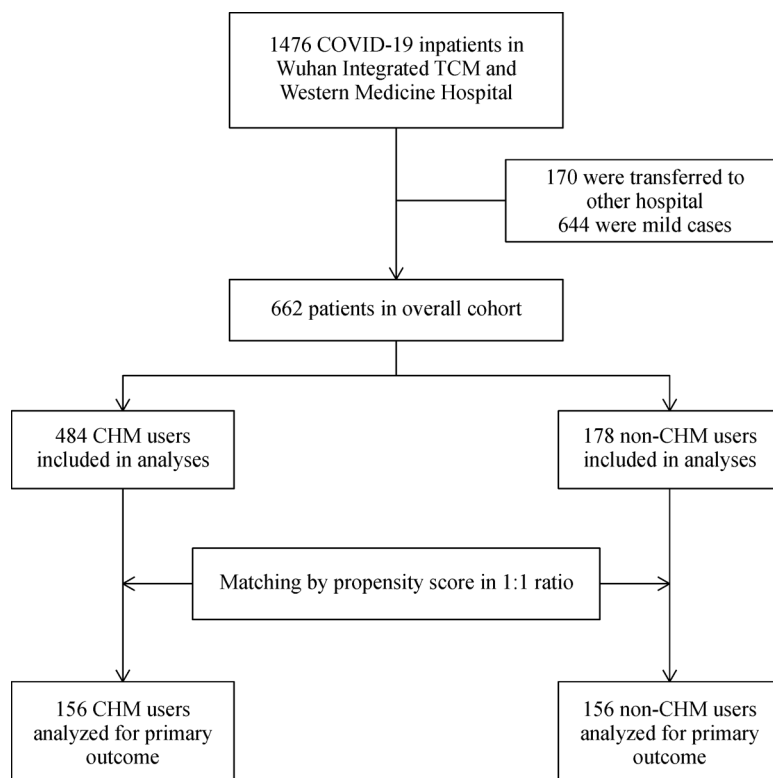 1476 COVID-19 inpatients in
Wuhan Integrated TCM and
Western Medicine Hospital
170 were transferred to
other hospital
644 were mild cases
662 patients in overall cohort
484 CHM users
included in analyses
178 non-CHM users
included in analyses
Matching by propensity score in 1:1 ratio
156 CHM users
analyzed for primary
outcome
156 non-CHM users
analyzed for primary
outcome